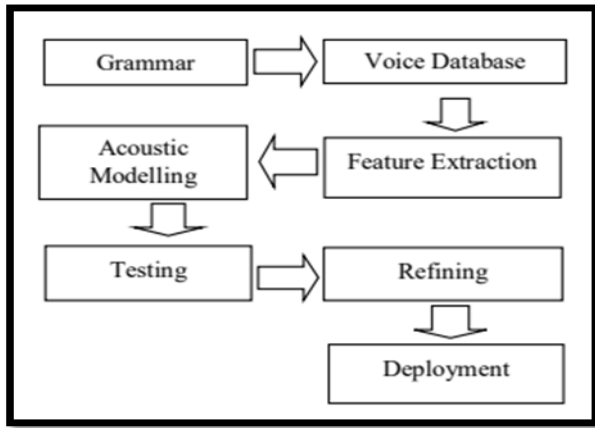 Grammar
Voice Database
Feature Extraction
Acoustic
Modelling
Testing
Refining
Deployment